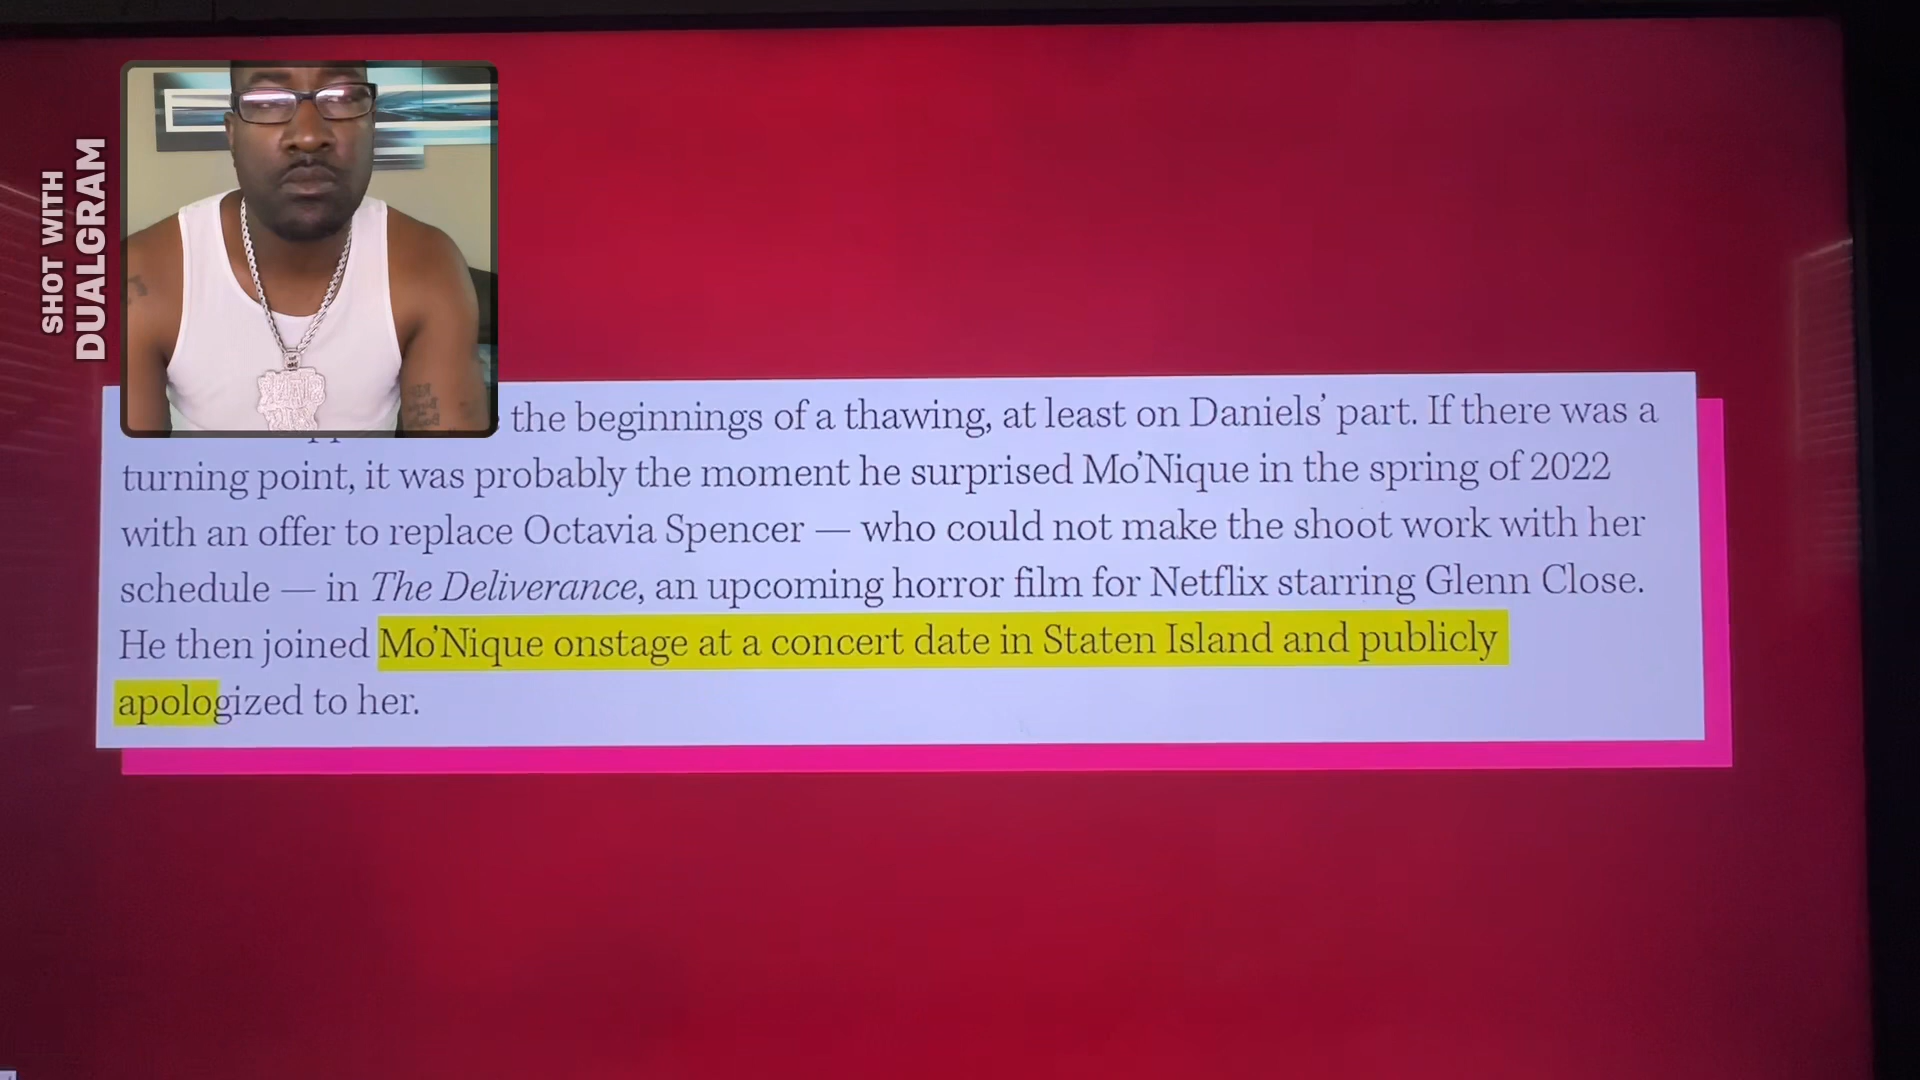 SHOT WITH
DUALGRAM
the beginnings of a thawing, at least on Daniels’ part. If there was a
turning point, it was probably the moment he surprised Mo’Nique in the spring of 2022
with an offer to replace Octavia Spencer — who could not make the shoot work with her
schedule — in The Deliverance, an upcoming horror film for Netflix starring Glenn Close.
He then joined Mo’Nique onstage at a concert date in Staten Island and publicly
apologized to her.